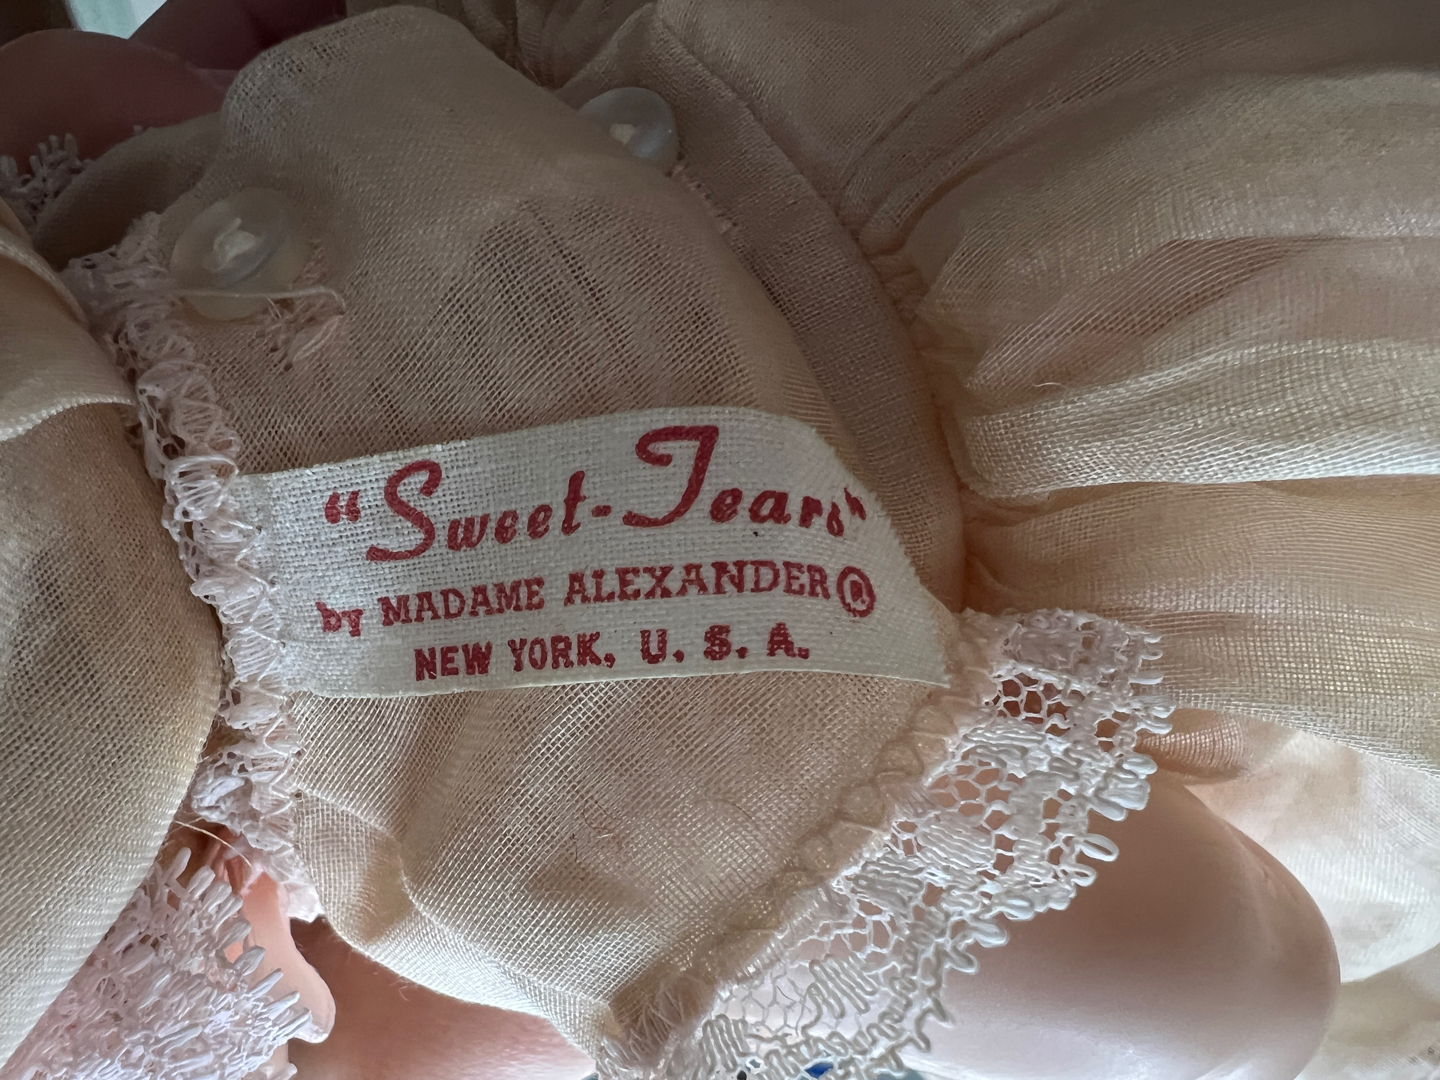 "Sweet-Tears"
by MADAME ALEXANDER®
NEW YORK, U. S. A.